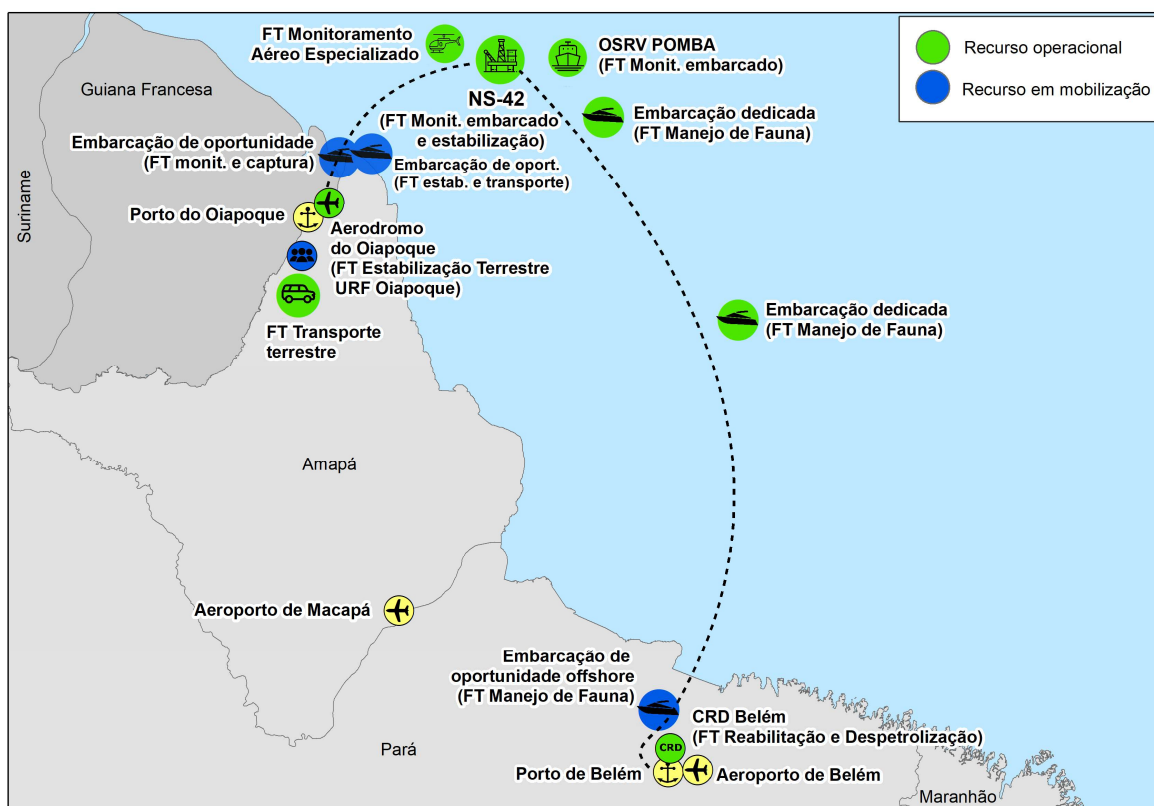 FT Monitoramento
Aéreo Especializado
OSRV POMBA
(FT Monit. embarcado)
Recurso operacional
Recurso em mobilização
Guiana Francesa
NS-42
(FT Monit. embarcado
e estabilização)
Embarcação dedicada
(FT Manejo de Fauna)
Embarcação de oportunidade
(FT monit. e captura)
Embarcação de oport.
(FT estab. e transporte)
Suriname
Porto do Oiapoque
Aerodromo
do Oiapoque
(FT Estabilização Terrestre
URF Oiapoque)
FT Transporte
terrestre
Embarcação dedicada
(FT Manejo de Fauna)
Amapá
Aeroporto de Macapá
Embarcação de
oportunidade offshore
(FT Manejo de Fauna)
CRD Belém
(FT Reabilitação e Despetrolização)
CRD
Pará
Porto de Belém
Aeroporto de Belém
Maranhão